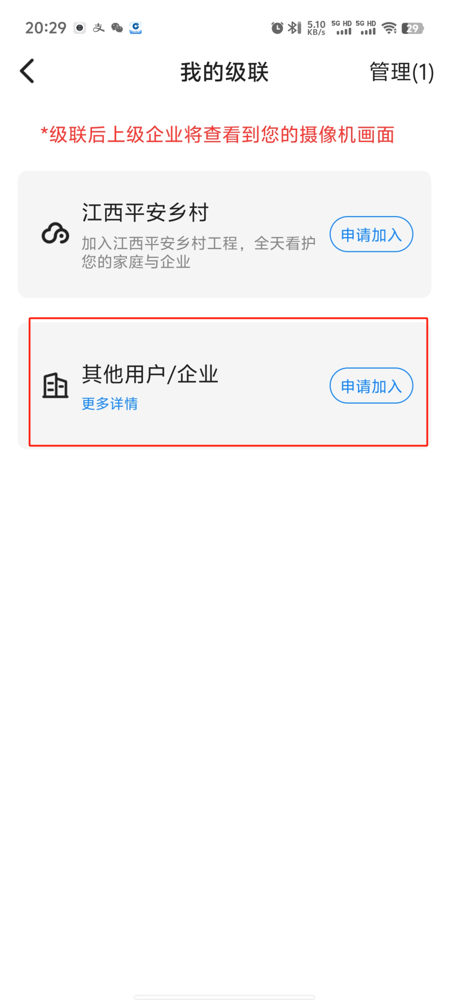 20:29
5.10 KB/s 5G HD 5G HD 29
我的级联
管理(1)
*级联后上级企业将查看到您的摄像机画面
江西平安乡村
加入江西平安乡村工程，全天看护
您的家庭与企业
申请加入
其他用户/企业
更多详情
申请加入